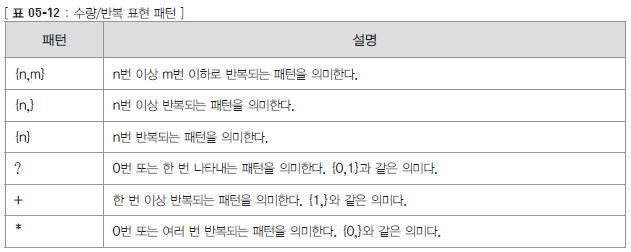 [ 표 05-12 : 수량/반복 표현 패턴 ]
패턴 설명
{n,m} n번 이상 m번 이하로 반복되는 패턴을 의미한다.
{n,} n번 이상 반복되는 패턴을 의미한다.
{n} n번 반복되는 패턴을 의미한다.
? 0번 또는 한 번 나타내는 패턴을 의미한다. {0,1}과 같은 의미다.
+ 한 번 이상 반복되는 패턴을 의미한다. {1,}와 같은 의미다.
* 0번 또는 여러 번 반복되는 패턴을 의미한다. {0,}와 같은 의미다.